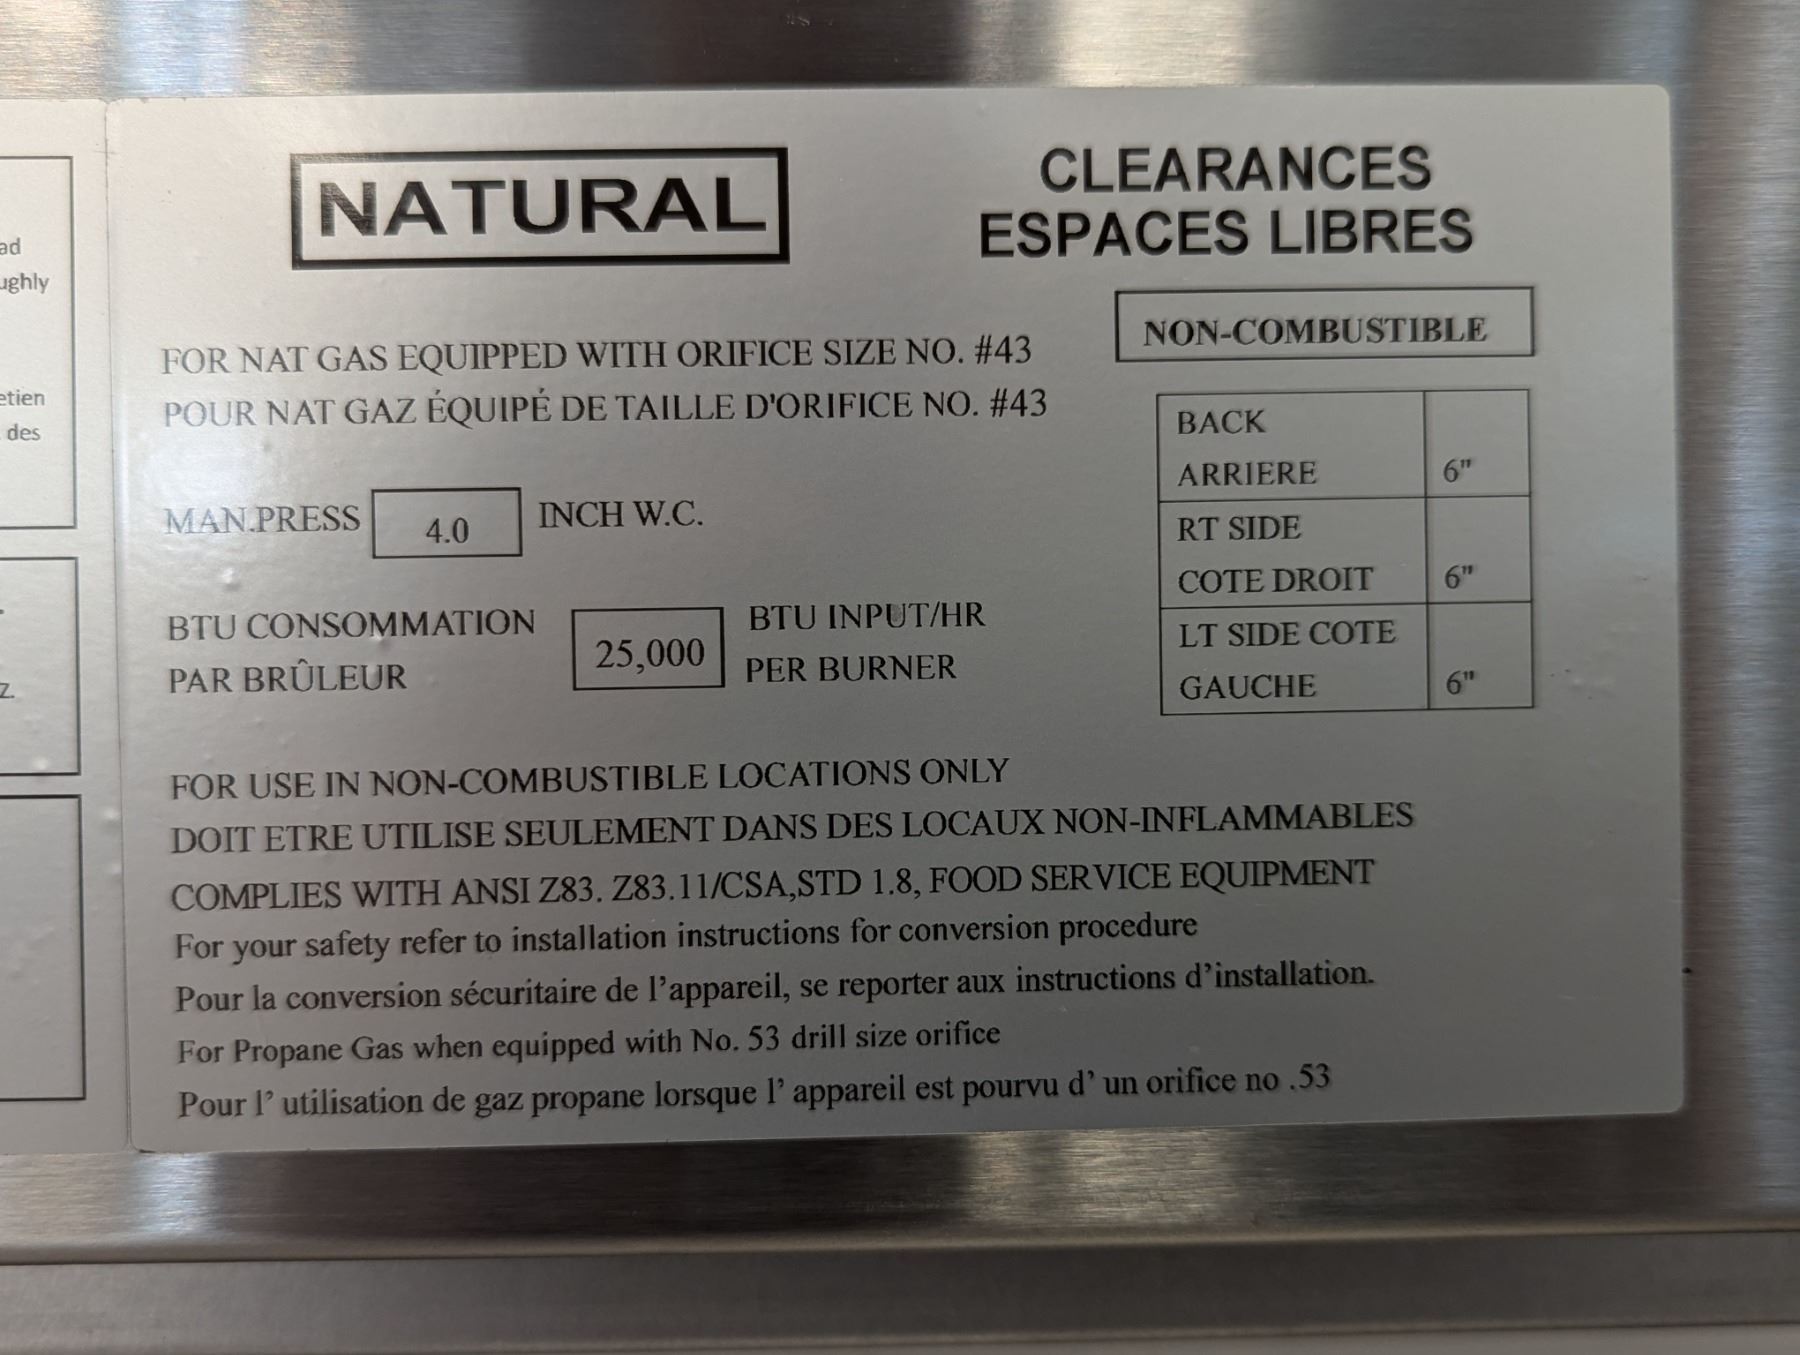 ad
ughly
etien
des
z.
NATURAL
FOR NAT GAS EQUIPPED WITH ORIFICE SIZE NO. #43
POUR NAT GAZ ÉQUIPÉ DE TAILLE D'ORIFICE NO. #43
MAN.PRESS 4.0 INCH W.C.
BTU CONSOMMATION
PAR BRÛLEUR
25,000
BTU INPUT/HR
PER BURNER
CLEARANCES
ESPACES LIBRES
NON-COMBUSTIBLE
BACK
ARRIERE 6"
RT SIDE
COTE DROIT 6"
LT SIDE COTE
GAUCHE 6"
FOR USE IN NON-COMBUSTIBLE LOCATIONS ONLY
DOIT ETRE UTILISE SEULEMENT DANS DES LOCAUX NON-INFLAMMABLES
COMPLIES WITH ANSI Z83. Z83.11/CSA,STD 1.8, FOOD SERVICE EQUIPMENT
For your safety refer to installation instructions for conversion procedure
Pour la conversion sécuritaire de l’appareil, se reporter aux instructions d’installation.
For Propane Gas when equipped with No. 53 drill size orifice
Pour l’ utilisation de gaz propane lorsque l’ appareil est pourvu d’ un orifice no .53